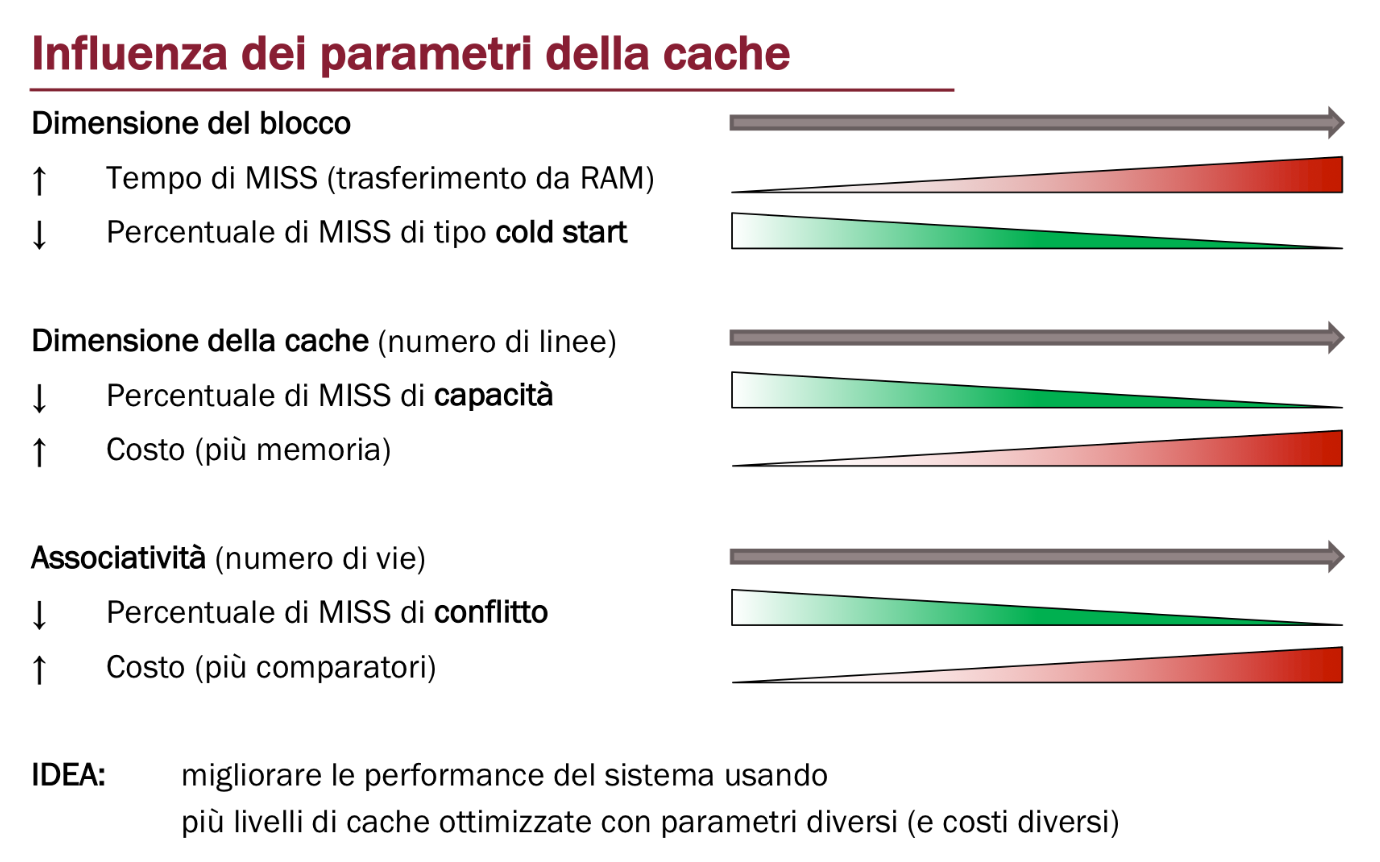 Influenza dei parametri della cache
Dimensione del blocco
↑ Tempo di MISS (trasferimento da RAM)
↓ Percentuale di MISS di tipo cold start
Dimensione della cache (numero di linee)
↓ Percentuale di MISS di capacità
↑ Costo (più memoria)
Associatività (numero di vie)
↓ Percentuale di MISS di conflitto
↑ Costo (più comparatori)
IDEA: migliorare le performance del sistema usando
più livelli di cache ottimizzate con parametri diversi (e costi diversi)